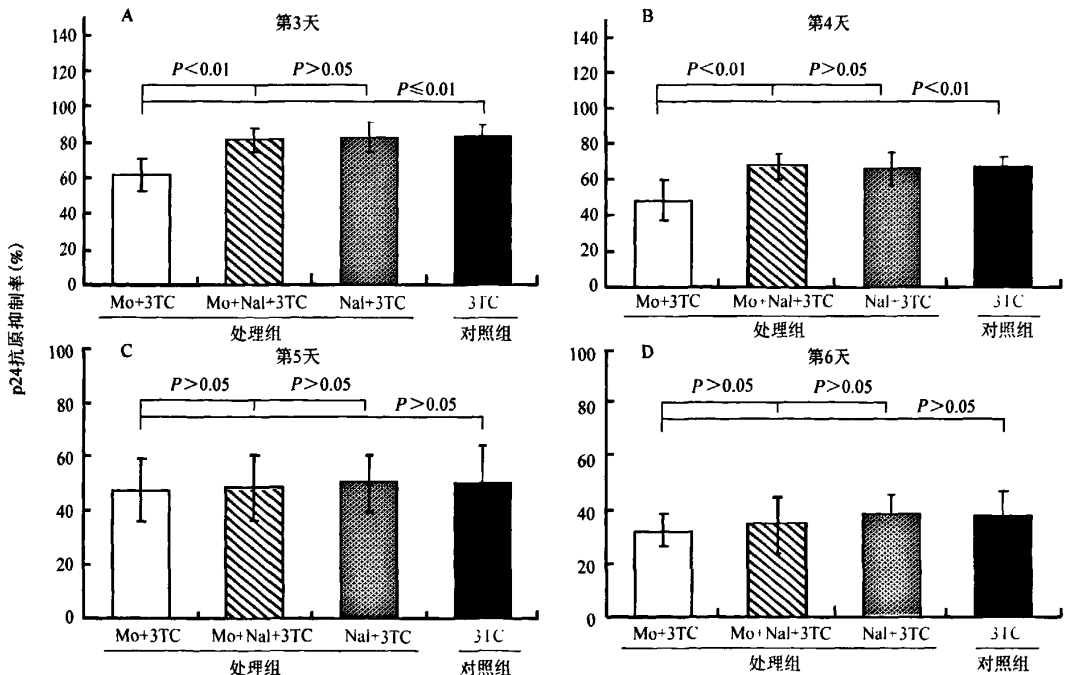 p24抗原抑制率(%)
A
第3天
140
120
100
80
60
40
20
0
P<0.01
P>0.05
P≤0.01
Mo+3TC
Mo+Nal+3TC
Nal+3TC
3TC
处理组
对照组
B
第4天
140
120
100
80
60
40
20
0
P<0.01
P>0.05
P<0.01
Mo+3TC
Mo+Nal+3TC
Nal+3TC
3TC
处理组
对照组
C
第5天
100
80
60
40
20
0
P>0.05
P>0.05
P>0.05
Mo+3TC
Mo+Nal+3TC
Nal+3TC
3TC
处理组
对照组
D
第6天
100
80
60
40
20
0
P>0.05
P>0.05
P>0.05
Mo+3TC
Mo+Nal+3TC
Nal+3TC
3TC
处理组
对照组